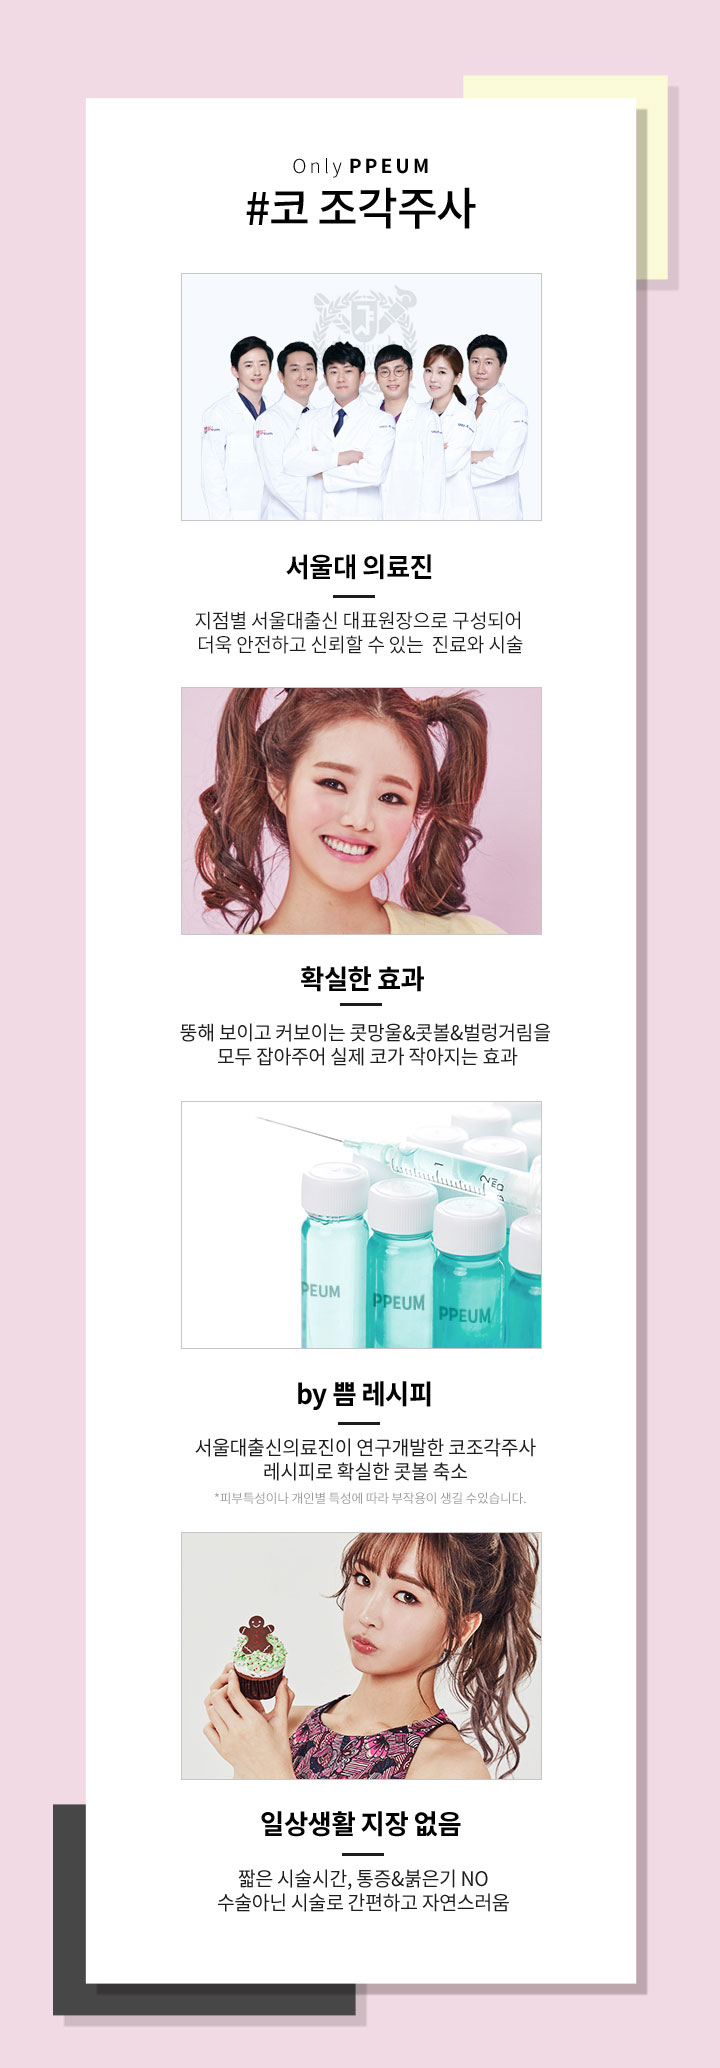 Only PPEUM
#코 조각주사
서울대 의료진
지점별 서울대출신 대표원장으로 구성되어
더욱 안전하고 신뢰할 수 있는 진료와 시술
확실한 효과
뚱해 보이고 커보이는 콧망울&콧볼&벌렁거림을
모두 잡아주어 실제 코가 작아지는 효과
PPEUM
PPEUM
PPEUM
by 쁨 레시피
서울대출신의료진이 연구개발한 코조각주사
레시피로 확실한 콧볼 축소
*피부특성이나 개인별 특성에 따라 부작용이 생길 수있습니다.
일상생활 지장 없음
짧은 시술시간, 통증&붉은기 NO
수술아닌 시술로 간편하고 자연스러움